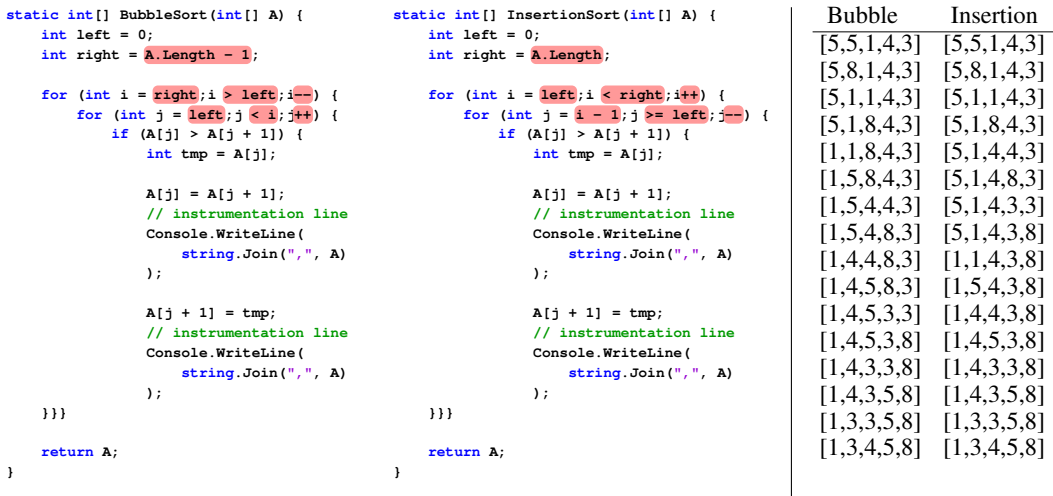 static int[] BubbleSort(int[] A) {
int left = 0;
int right = A.Length - 1;
for (int i = right;i > left;i--) {
for (int j = left;j < i;j++) {
if (A[j] > A[j + 1]) {
int tmp = A[j];
A[j] = A[j + 1];
// instrumentation line
Console.WriteLine(
string.Join(",", A)
);
A[j + 1] = tmp;
// instrumentation line
Console.WriteLine(
string.Join(",", A)
);
}}}
return A;
}
static int[] InsertionSort(int[] A) {
int left = 0;
int right = A.Length;
for (int i = left;i < right;i++) {
for (int j = i - 1;j >= left;j--) {
if (A[j] > A[j + 1]) {
int tmp = A[j];
A[j] = A[j + 1];
// instrumentation line
Console.WriteLine(
string.Join(",", A)
);
A[j + 1] = tmp;
// instrumentation line
Console.WriteLine(
string.Join(",", A)
);
}}}
return A;
}
Bubble Insertion
[5,5,1,4,3] [5,5,1,4,3]
[5,8,1,4,3] [5,8,1,4,3]
[5,1,1,4,3] [5,1,1,4,3]
[5,1,8,4,3] [5,1,8,4,3]
[1,1,8,4,3] [5,1,4,4,3]
[1,5,8,4,3] [5,1,4,8,3]
[1,5,4,4,3] [5,1,4,3,3]
[1,5,4,8,3] [5,1,4,3,8]
[1,4,4,8,3] [1,1,4,3,8]
[1,4,5,8,3] [1,5,4,3,8]
[1,4,5,3,3] [1,4,4,3,8]
[1,4,5,3,8] [1,4,5,3,8]
[1,4,3,3,8] [1,4,3,3,8]
[1,4,3,5,8] [1,4,3,5,8]
[1,3,3,5,8] [1,3,3,5,8]
[1,3,4,5,8] [1,3,4,5,8]